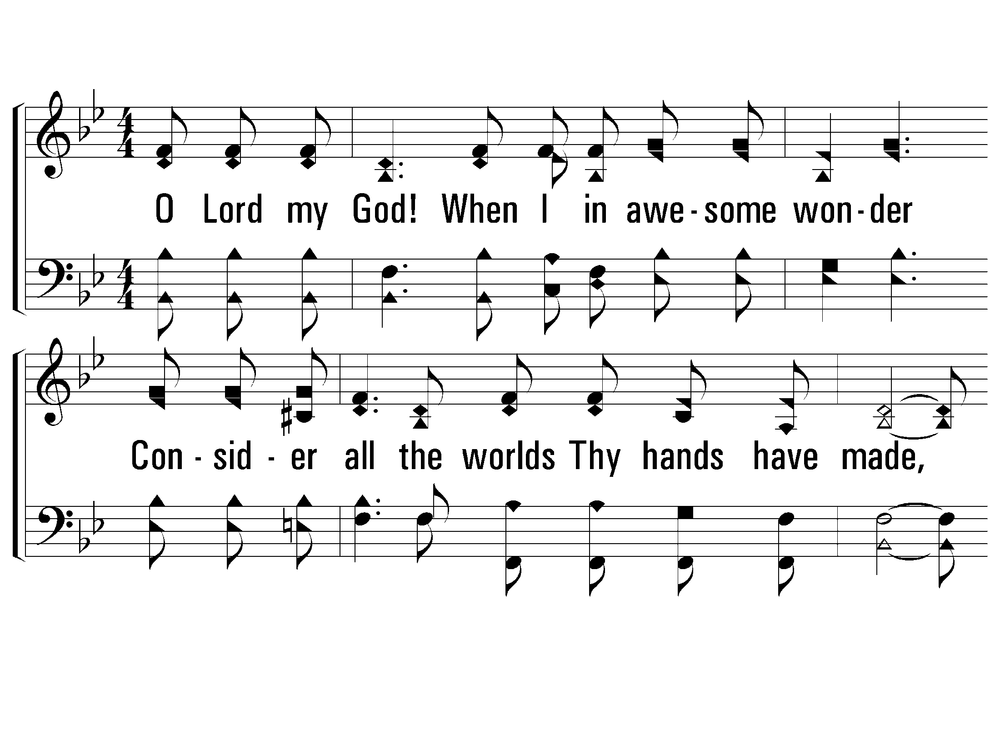 O Lord my God! When I in awe-some won-der
Con - sid - er all the worlds Thy hands have made,